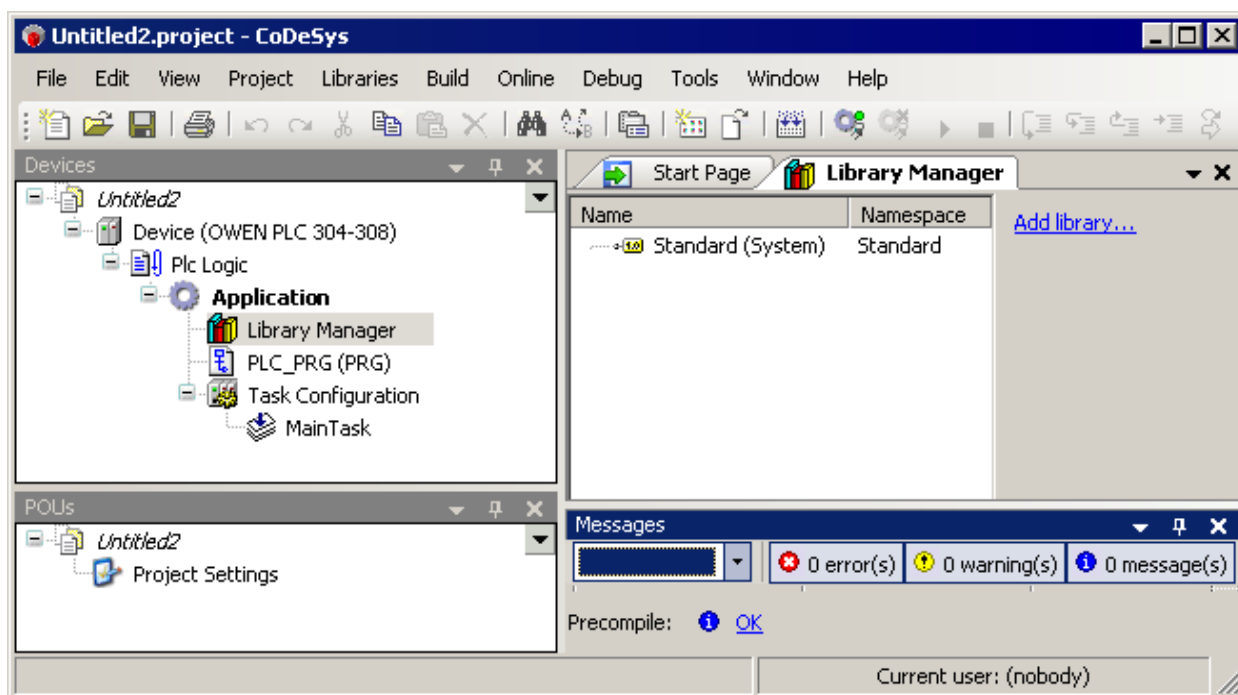 Untitled2.project - CoDeSys
File Edit View Project Libraries Build Online Debug Tools Window Help
Devices
Untitled2
Device (OWEN PLC 304-308)
Plc Logic
Application
Library Manager
PLC_PRG (PRG)
Task Configuration
MainTask
POUs
Untitled2
Project Settings
Start Page Library Manager
Name Namespace
Standard (System) Standard
Add library...
Messages
0 error(s) 0 warning(s) 0 message(s)
Precompile: OK
Current user: (nobody)